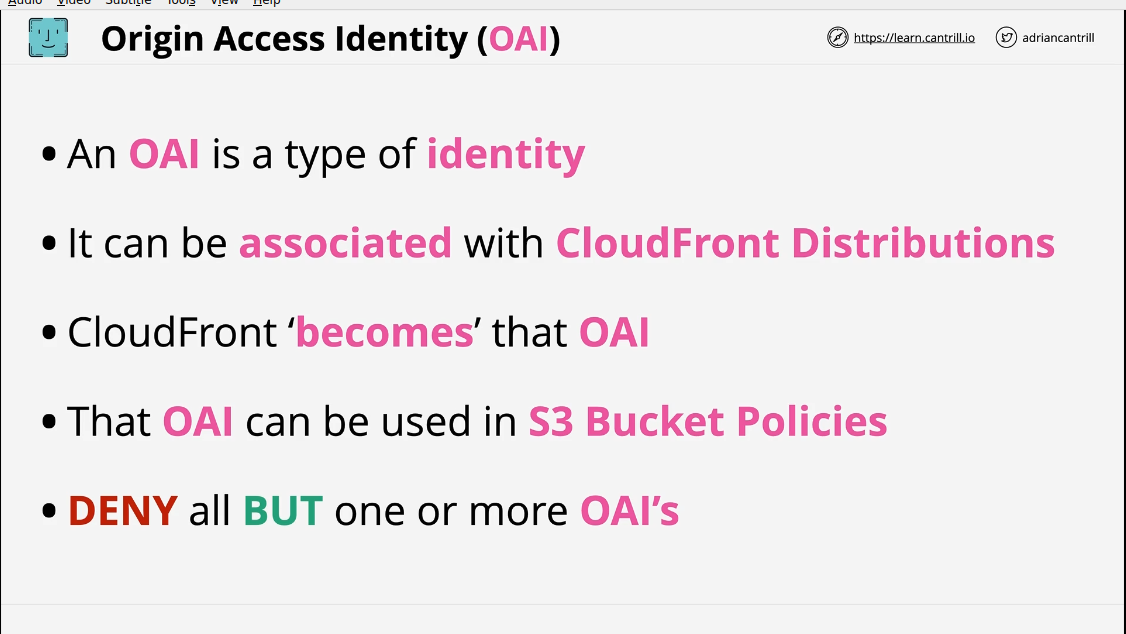 Audio Video Subtitle Tools View Help
Origin Access Identity (OAI)
https://learn.cantrill.io
adriancantrill
• An OAI is a type of identity
• It can be associated with CloudFront Distributions
• CloudFront ‘becomes’ that OAI
• That OAI can be used in S3 Bucket Policies
• DENY all BUT one or more OAI’s